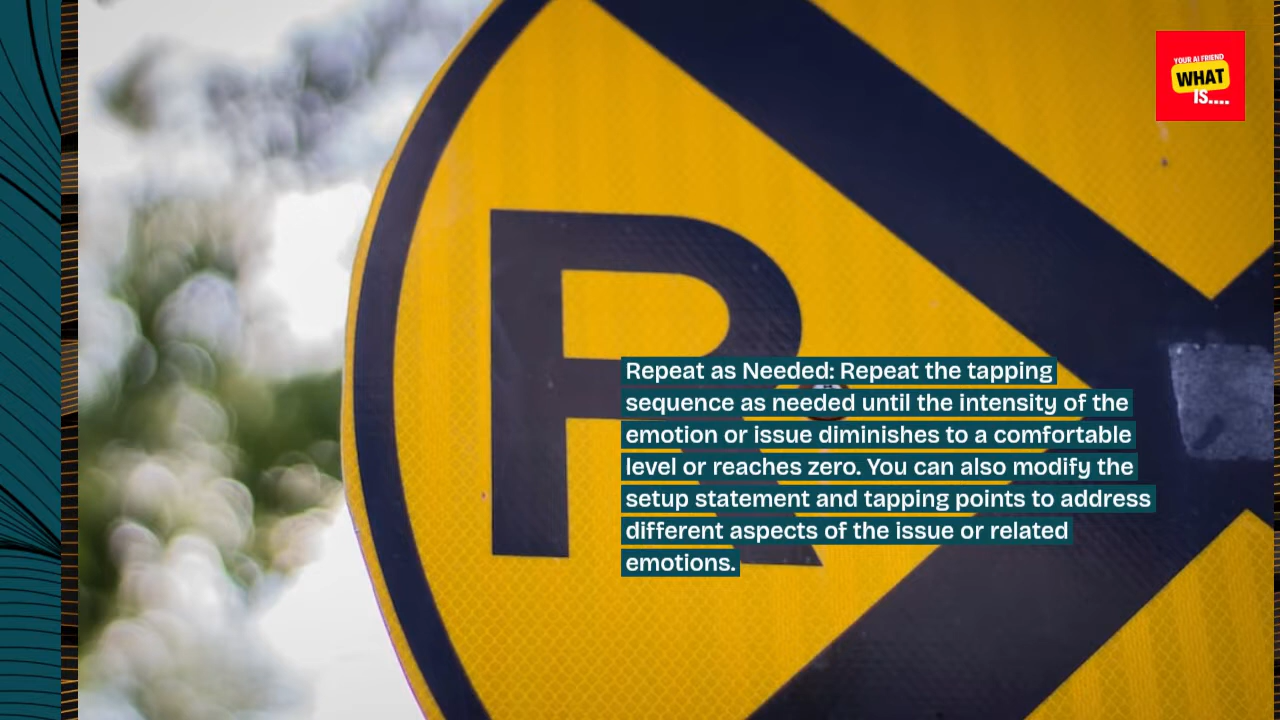 YOUR AI FRIEND
WHAT
IS....
R
Repeat as Needed: Repeat the tapping
sequence as needed until the intensity of the
emotion or issue diminishes to a comfortable
level or reaches zero. You can also modify the
setup statement and tapping points to address
different aspects of the issue or related
emotions.